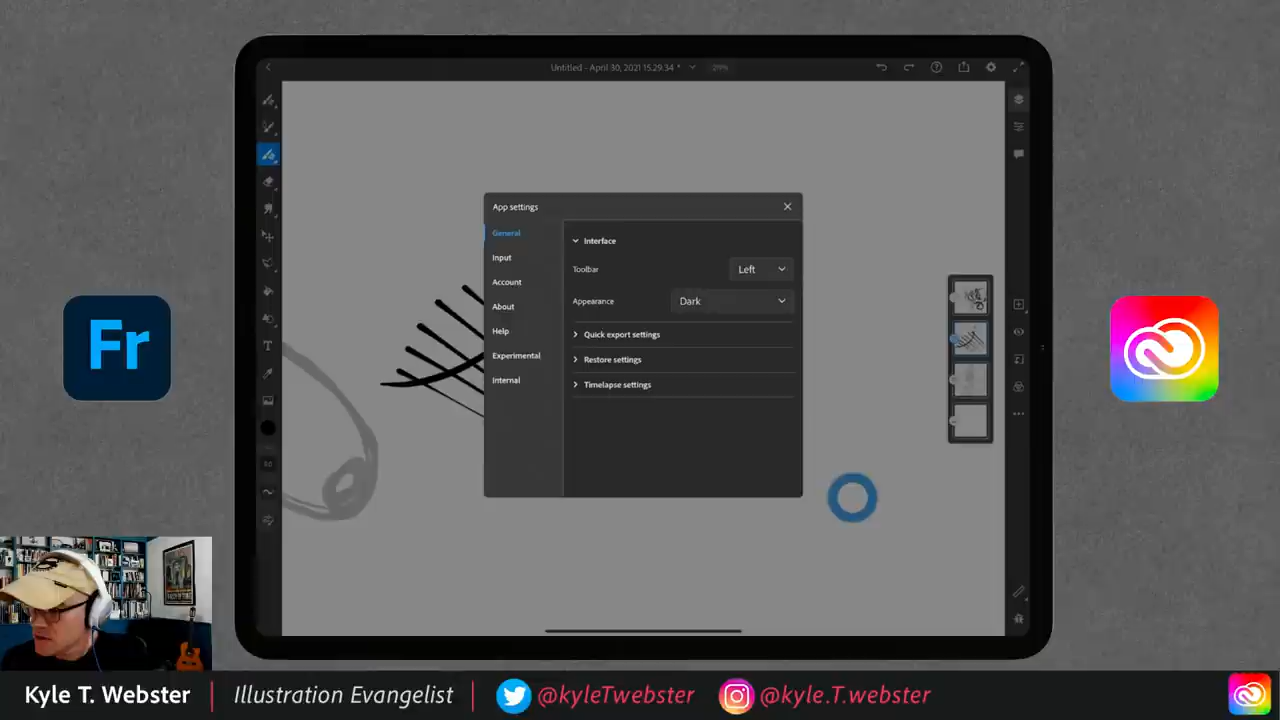 Untitled - April 30, 2021 15.29.34 *
App settings
General
Input
Account
About
Help
Experimental
Internal
Interface
Toolbar
Left
Appearance
Dark
Quick export settings
Restore settings
Timelapse settings
T
Fr
Kyle T. Webster
Illustration Evangelist
@kyleTwebster
@kyle.T.webster